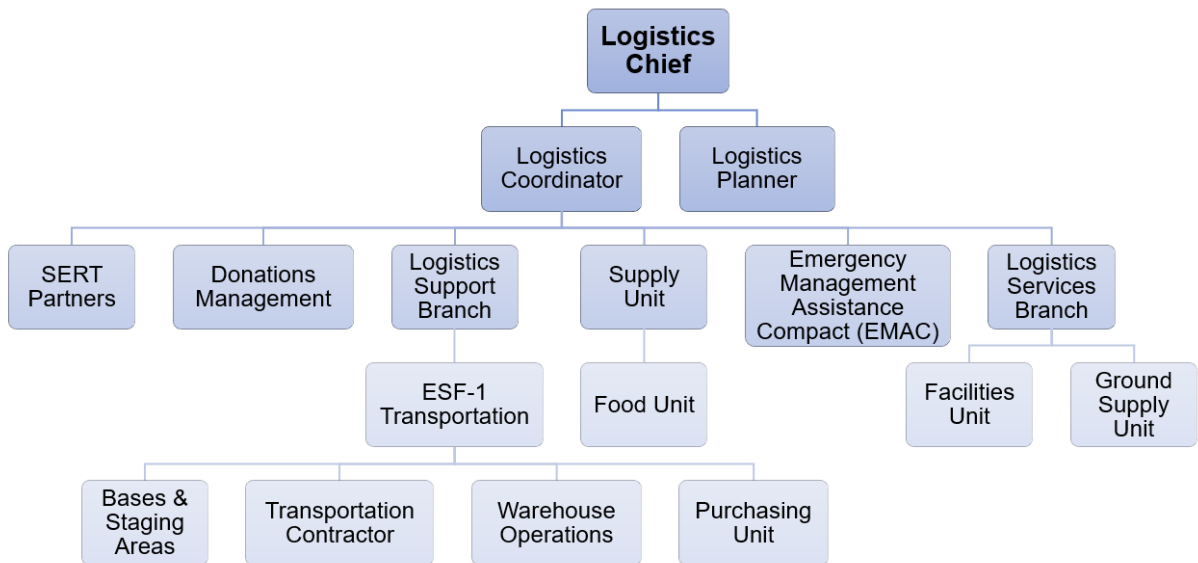 Logistics
Chief
Logistics
Coordinator
Logistics
Planner
SERT
Partners
Donations
Management
Logistics
Support
Branch
Supply
Unit
Emergency
Management
Assistance
Compact (EMAC)
Logistics
Services
Branch
ESF-1
Transportation
Food Unit
Facilities
Unit
Ground
Supply
Unit
Bases &
Staging
Areas
Transportation
Contractor
Warehouse
Operations
Purchasing
Unit